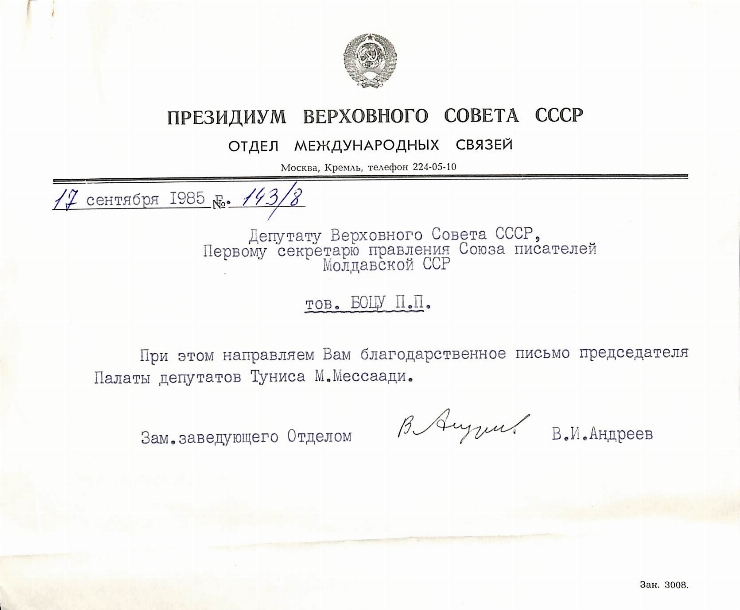 ПРЕЗИДИУМ ВЕРХОВНОГО СОВЕТА СССР
ОТДЕЛ МЕЖДУНАРОДНЫХ СВЯЗЕЙ
Москва, Кремль, телефон 224-05-10
17 сентября 1985 г. № 143/8
Депутату Верховного Совета СССР,
Первому секретарю правления Союза писателей
Молдавской ССР
тов. БОЦУ П.П.
При этом направляем Вам благодарственное письмо председателя
Палаты депутатов Туниса М.Мессаади.
Зам.заведующего Отделом В.И.Андреев
Зак. 3008.